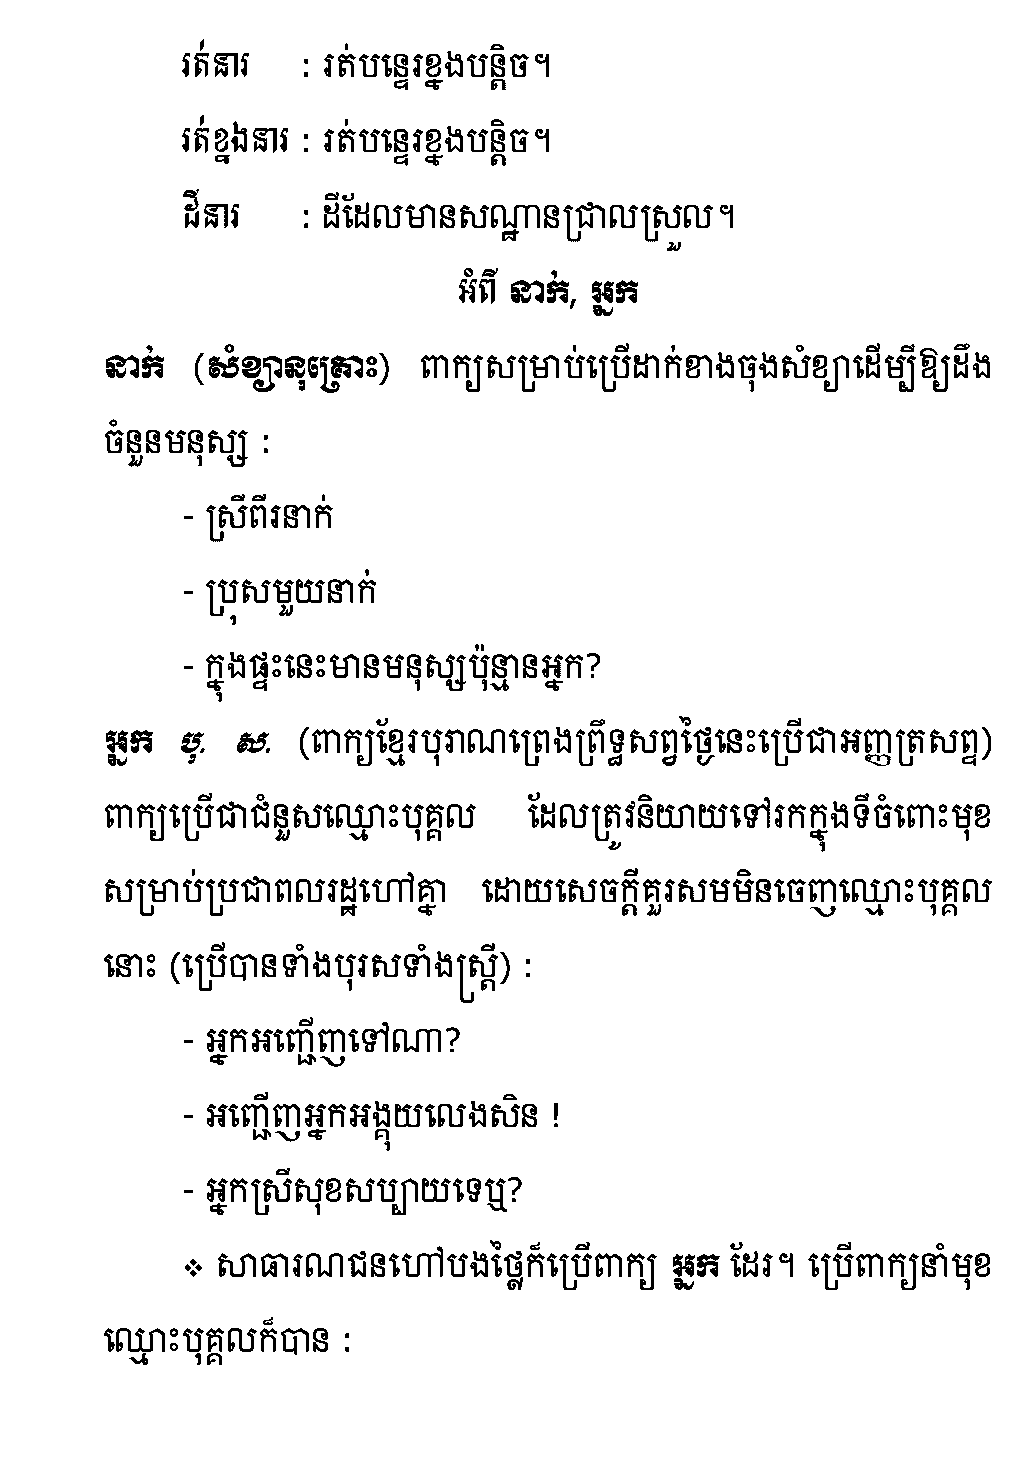 រត់នារ : រត់បន្ទេរខ្នងបន្តិច។
រត់ខ្នងនារ : រត់បន្ទេរខ្នងបន្តិច។
ដីនារ : ដីដែលមានសណ្ឋានជ្រាលស្រួល។
អំពី នាក់, អ្នក
នាក់ (សំខ្យានុគ្រោះ) ពាក្យសម្រាប់ប្រើដាក់ខាងចុងសំខ្យាដើម្បីឱ្យដឹង
ចំនួនមនុស្ស :
- ស្រីពីរនាក់
- ប្រុសមួយនាក់
- ក្នុងផ្ទះនេះមានមនុស្សប៉ុន្មានអ្នក?
អ្នក បុ. ស. (ពាក្យខ្មែរបុរាណព្រេងព្រឹទ្ធសព្វថ្ងៃនេះប្រើជាអញ្ញត្រសព្ទ)
ពាក្យប្រើជាជំនួសឈ្មោះបុគ្គល ដែលត្រូវនិយាយទៅរកក្នុងទីចំពោះមុខ
សម្រាប់ប្រជាពលរដ្ឋហៅគ្នា ដោយសេចក្តីគួរសមមិនចេញឈ្មោះបុគ្គល
នោះ (ប្រើបានទាំងបុរសទាំងស្ត្រី) :
- អ្នកអញ្ជើញទៅណា?
- អញ្ជើញអ្នកអង្គុយលេងសិន !
- អ្នកស្រីសុខសប្បាយទេឬ?
❖ សាធារណជនហៅបងថ្លៃក៏ប្រើពាក្យ អ្នក ដែរ។ ប្រើពាក្យនាំមុខ
ឈ្មោះបុគ្គលក៏បាន :